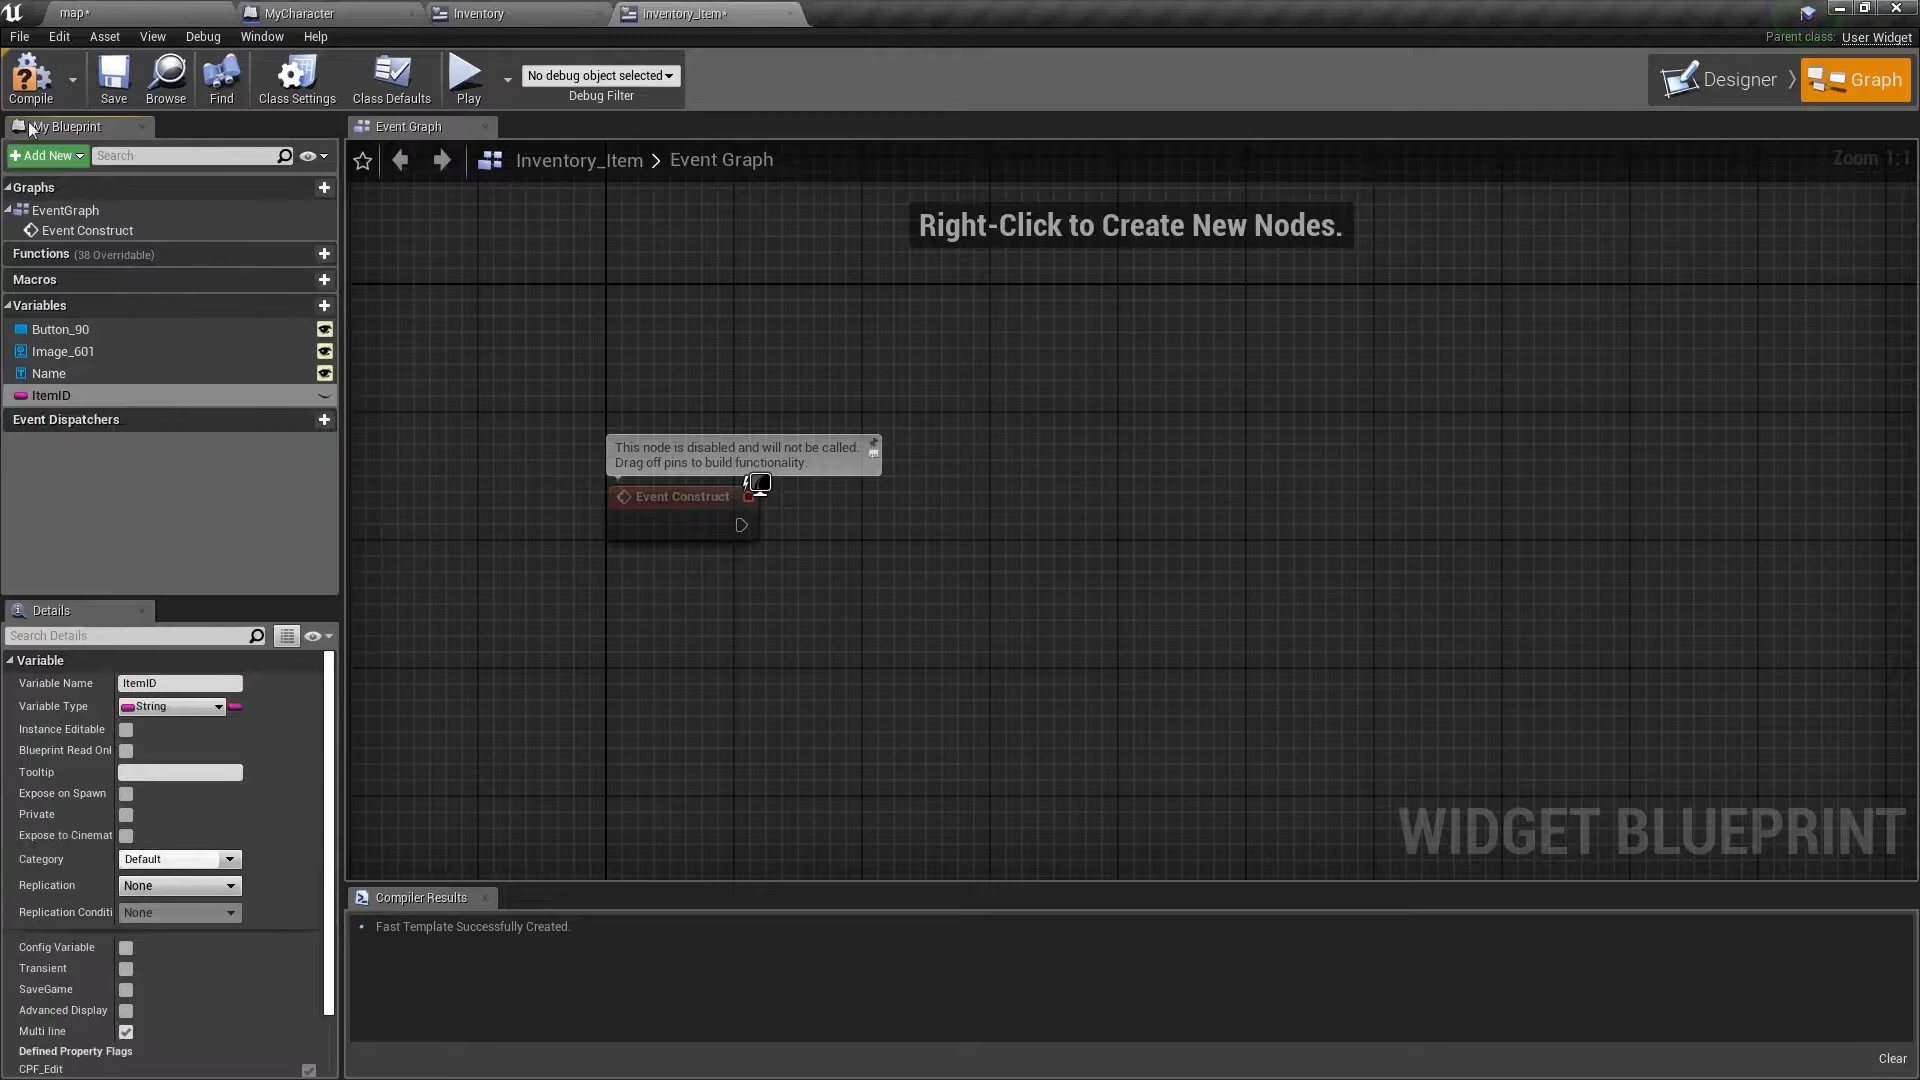 map*
MyCharacter
Inventory
Inventory_Item*
File
Edit
Asset
View
Debug
Window
Help
Parent class:
User Widget
Compile
Save
Browse
Find
Class Settings
Class Defaults
Play
No debug object selected
Debug Filter
Designer
Graph
My Blueprint
Event Graph
Add New
Search
Inventory_Item > Event Graph
Zoom 1:1
Graphs
EventGraph
Event Construct
Functions (38 Overridable)
Macros
Variables
Button_90
Image_601
Name
ItemID
Event Dispatchers
Right-Click to Create New Nodes.
This node is disabled and will not be called.
Drag off pins to build functionality.
Event Construct
WIDGET BLUEPRINT
Details
Search Details
Variable
Variable Name
ItemID
Variable Type
String
Instance Editable
Blueprint Read Onl
Tooltip
Expose on Spawn
Private
Expose to Cinemat
Category
Default
Replication
None
Replication Conditi
None
Config Variable
Transient
SaveGame
Advanced Display
Multi line
Defined Property Flags
CPF_Edit
Compiler Results
Fast Template Successfully Created.
Clear